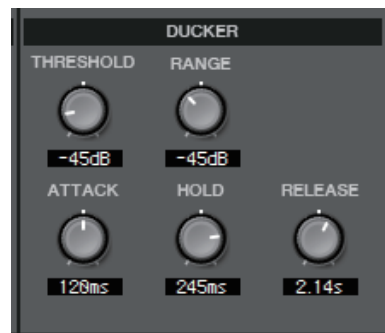 DUCKER
THRESHOLD RANGE
-45dB -45dB
ATTACK HOLD RELEASE
120ms 245ms 2.14s